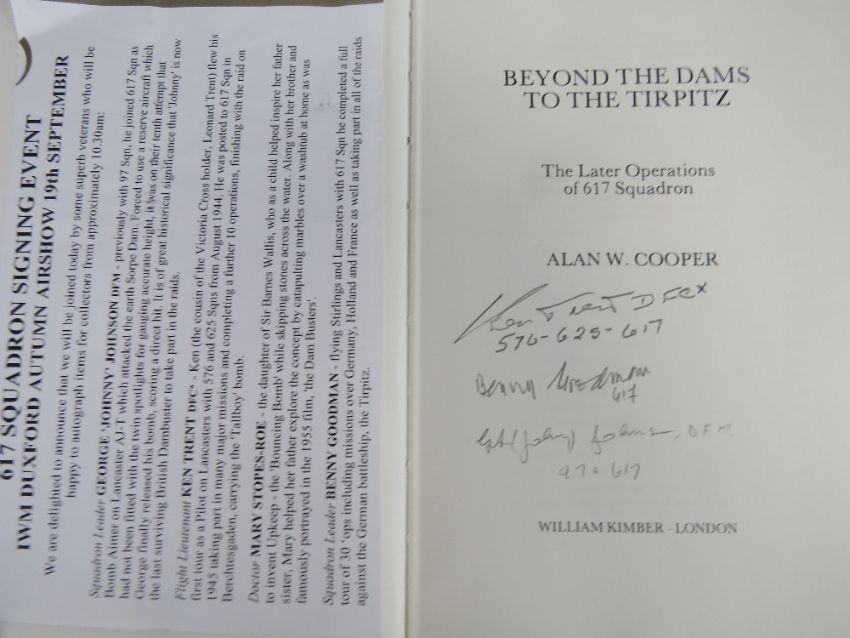 617 SQUADRON SIGNING EVENT
IWM DUXFORD AUTUMN AIRSHOW 19th SEPTEMBER
We are delighted to announce that we will be joined today by some superb veterans who will be
happy to autograph items for collectors from approximately 10.30am:
Squadron Leader GEORGE 'JOHNNY' JOHNSON DFM - previously with 97 Sqn, he joined 617 Sqn as
Bomb Aimer on Lancaster AJ-T which attacked the earth Sorpe Dam. Forced to use a reserve aircraft which
had not been fitted with the twin spotlights for gauging accurate height, it was on their tenth attempt that
George finally released his bomb, scoring a direct hit. It is of great historical significance that 'Johnny' is now
the last surviving British Dambuster to take part in the raids.
Flight Lieutenant KEN TRENT DFC* - Ken (the cousin of the Victoria Cross holder, Leonard Trent) flew his
first tour as a Pilot on Lancasters with 576 and 625 Sqns from August 1944. He was posted to 617 Sqn in
1945 taking part in many major missions and completing a further 10 operations, finishing with the raid on
Berchtesgaden, carrying the 'Tallboy' bomb.
Doctor MARY STOPES-ROE - the daughter of Sir Barnes Wallis, who as a child helped inspire her father
to invent Upkeep - the 'Bouncing Bomb' while skipping stones across the water. Along with her brother and
sister, Mary helped her father explore the concept by catapulting marbles over a washtub at home as was
famously portrayed in the 1955 film, 'the Dam Busters'.
Squadron Leader BENNY GOODMAN - flying Stirlings and Lancasters with 617 Sqn he completed a full
tour of 30 'ops including missions over Germany, Holland and France as well as taking part in all of the raids
against the German battleship, the Tirpitz.
BEYOND THE DAMS
TO THE TIRPITZ
The Later Operations
of 617 Squadron
ALAN W. COOPER
Ken Trent DFC*
576-625-617
Benny Goodman
617
(Johnny) Johnson, DFM
97 & 617
WILLIAM KIMBER · LONDON